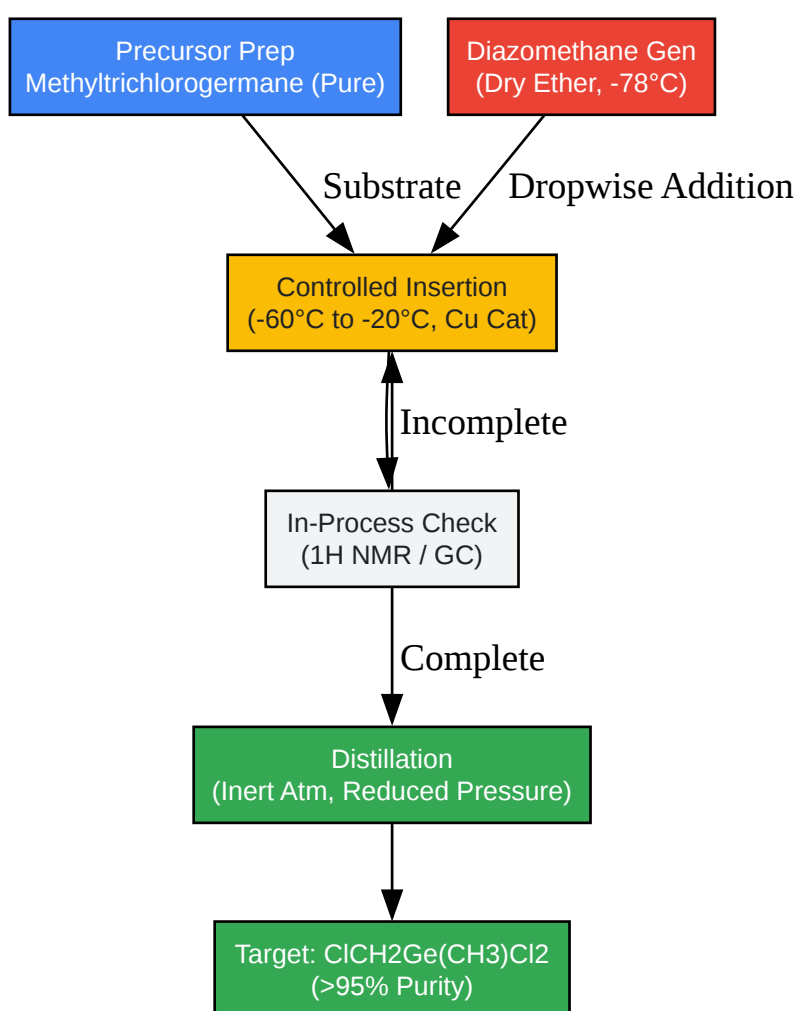 Precursor Prep
Methyltrichlorogermane (Pure)
Diazomethane Gen
(Dry Ether, -78°C)
Substrate
Dropwise Addition
Controlled Insertion
(-60°C to -20°C, Cu Cat)
Incomplete
In-Process Check
(1H NMR / GC)
Complete
Distillation
(Inert Atm, Reduced Pressure)
Target: ClCH2Ge(CH3)Cl2
(>95% Purity)